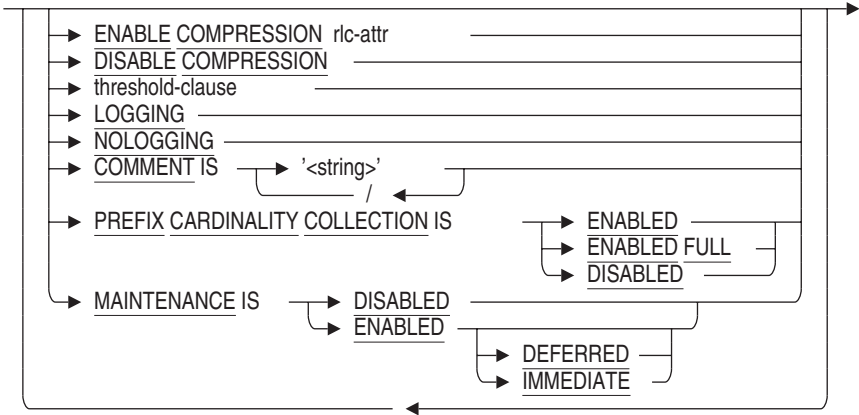 ENABLE COMPRESSION rlc-attr
DISABLE COMPRESSION
threshold-clause
LOGGING
NOLOGGING
COMMENT IS '<string>'
/
PREFIX CARDINALITY COLLECTION IS ENABLED
ENABLED FULL
DISABLED
MAINTENANCE IS DISABLED
ENABLED
DEFERRED
IMMEDIATE